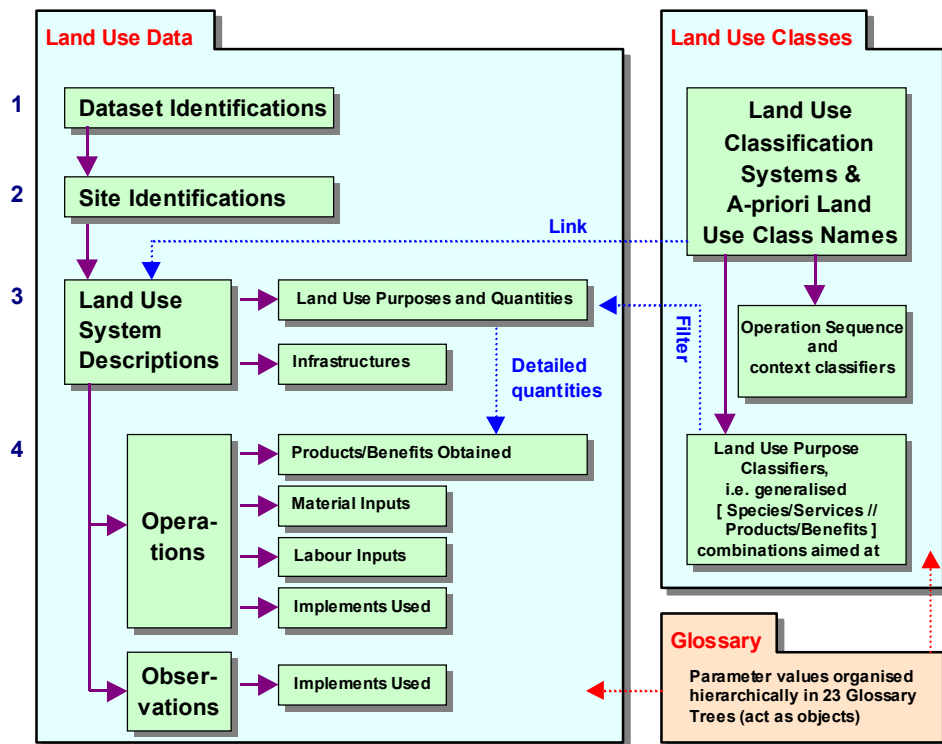 Land Use Data
1
Dataset Identifications
2
Site Identifications
3
Land Use
System
Descriptions
Land Use Purposes and Quantities
Infrastructures
Link
Filter
Detailed
quantities
4
Opera-
tions
Products/Benefits Obtained
Material Inputs
Labour Inputs
Implements Used
Obser-
vations
Implements Used
Land Use Classes
Land Use
Classification
Systems &
A-priori Land
Use Class Names
Operation Sequence
and
context classifiers
Land Use Purpose
Classifiers,
i.e. generalised
[ Species/Services //
Products/Benefits ]
combinations aimed at
Glossary
Parameter values organised
hierarchically in 23 Glossary
Trees (act as objects)